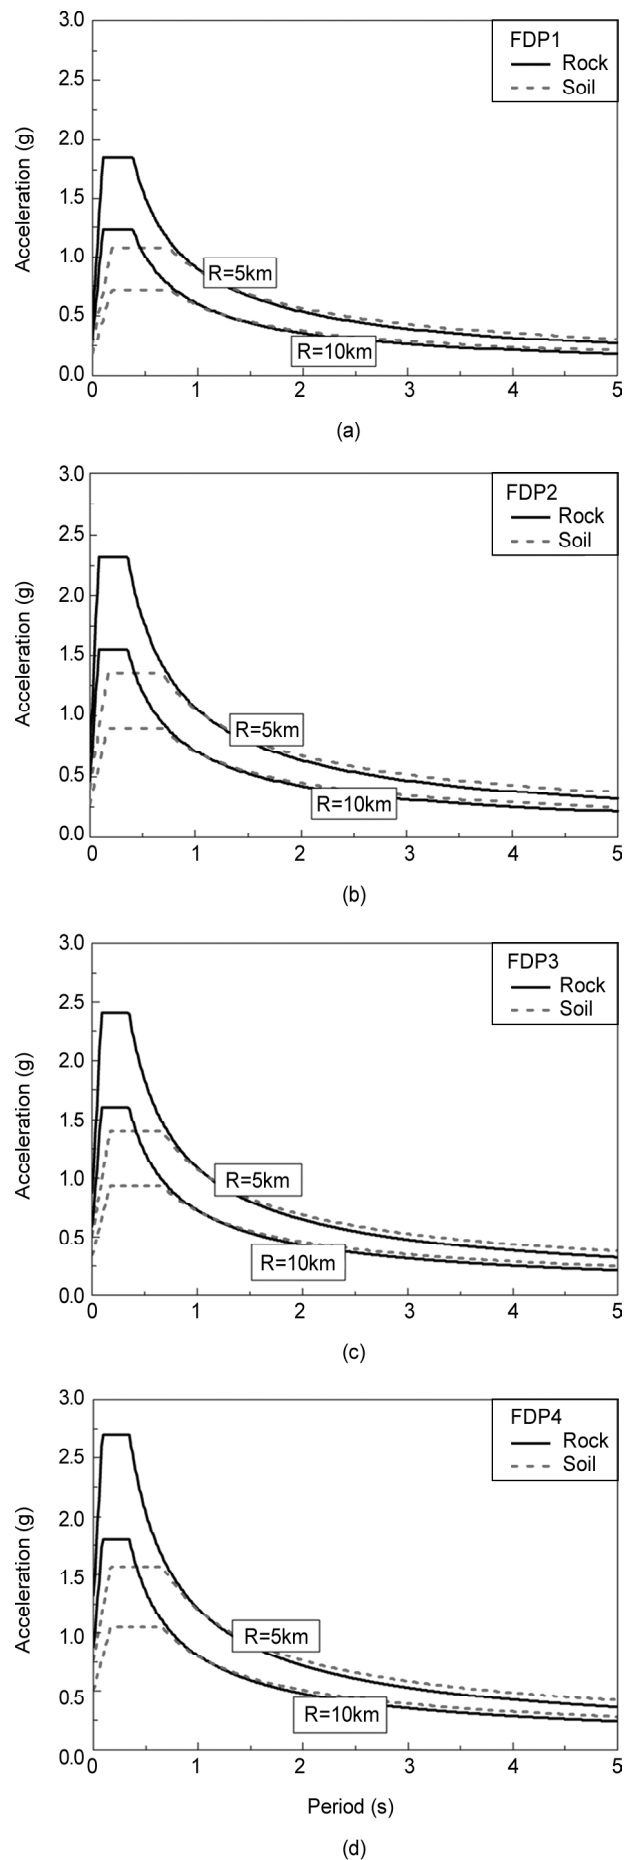 3.0
2.5
2.0
1.5
1.0
0.5
0.0
Acceleration (g)
FDP1
Rock
Soil
R=5km
R=10km
0 1 2 3 4 5
(a)
3.0
2.5
2.0
1.5
1.0
0.5
0.0
Acceleration (g)
FDP2
Rock
Soil
R=5km
R=10km
0 1 2 3 4 5
(b)
3.0
2.5
2.0
1.5
1.0
0.5
0.0
Acceleration (g)
FDP3
Rock
Soil
R=5km
R=10km
0 1 2 3 4 5
(c)
3.0
2.5
2.0
1.5
1.0
0.5
0.0
Acceleration (g)
FDP4
Rock
Soil
R=5km
R=10km
0 1 2 3 4 5
Period (s)
(d)